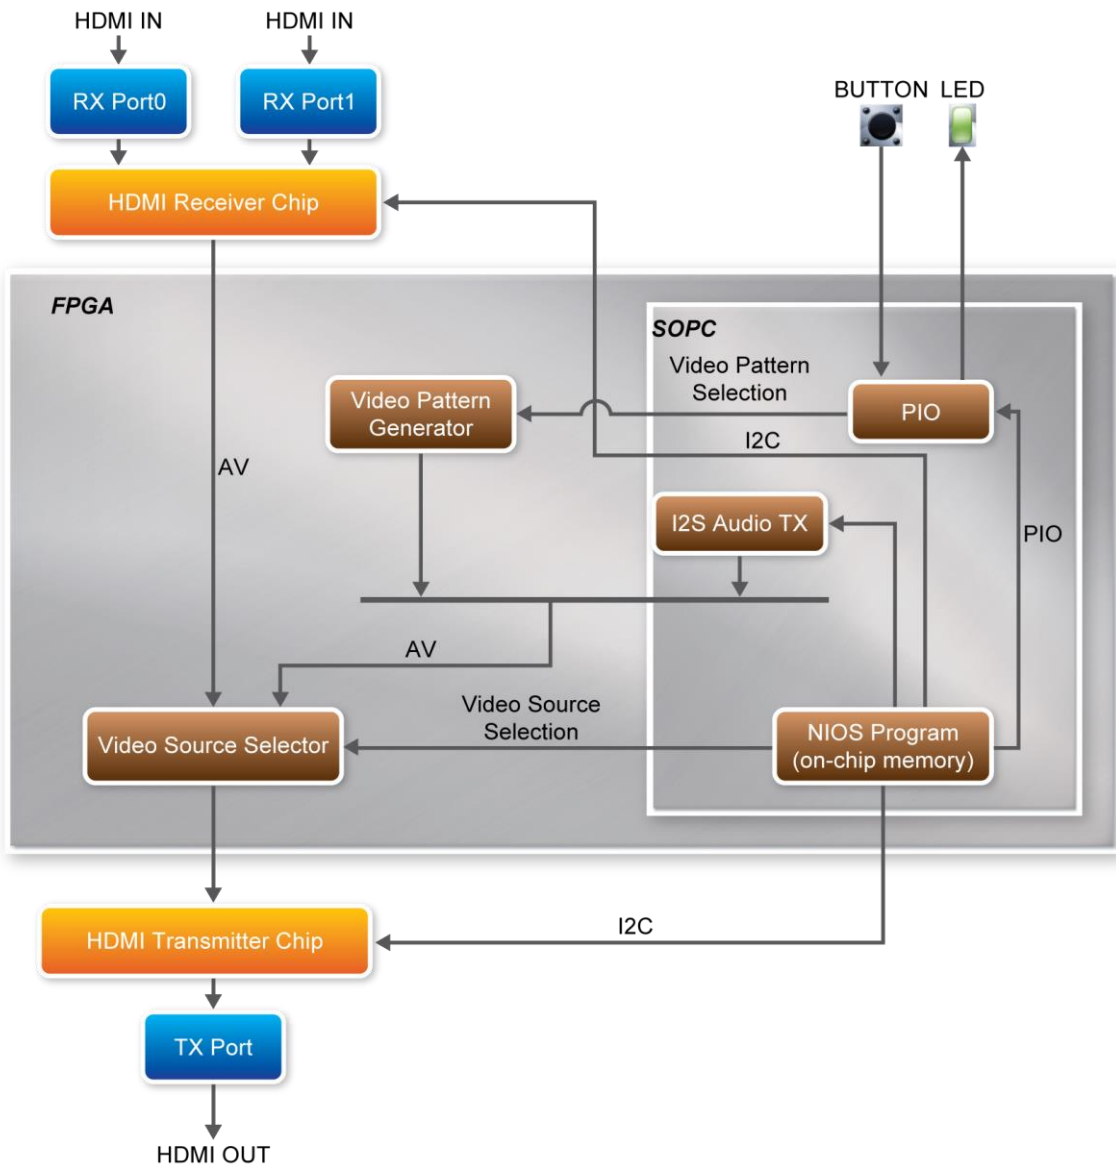 HDMI IN
HDMI IN
RX Port0
RX Port1
BUTTON
LED
HDMI Receiver Chip
FPGA
SOPC
Video Pattern
Selection
Video Pattern
Generator
PIO
I2C
AV
I2S Audio TX
PIO
AV
Video Source
Selection
Video Source Selector
NIOS Program
(on-chip memory)
I2C
HDMI Transmitter Chip
TX Port
HDMI OUT